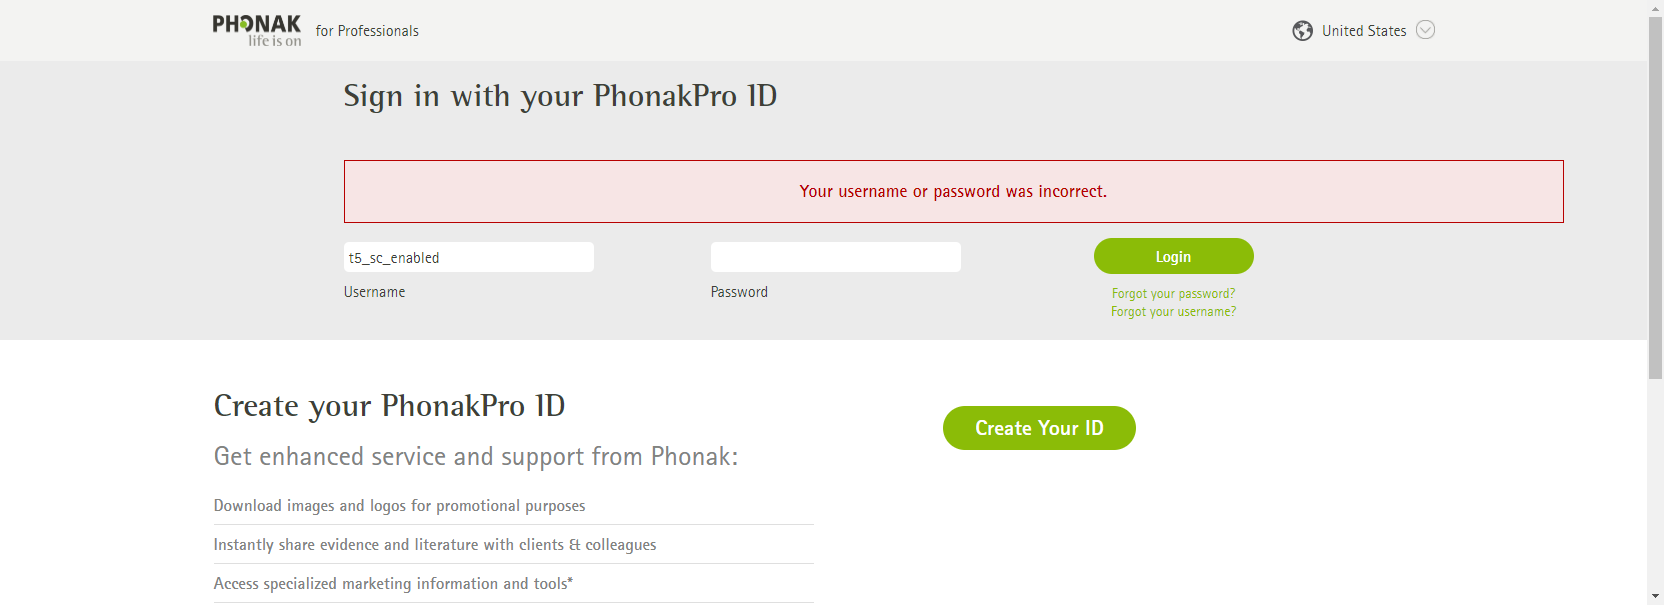 PHONAK
life is on
for Professionals
United States
Sign in with your PhonakPro ID
Your username or password was incorrect.
t5_sc_enabled
Username
Password
Login
Forgot your password?
Forgot your username?
Create your PhonakPro ID
Create Your ID
Get enhanced service and support from Phonak:
Download images and logos for promotional purposes
Instantly share evidence and literature with clients & colleagues
Access specialized marketing information and tools*